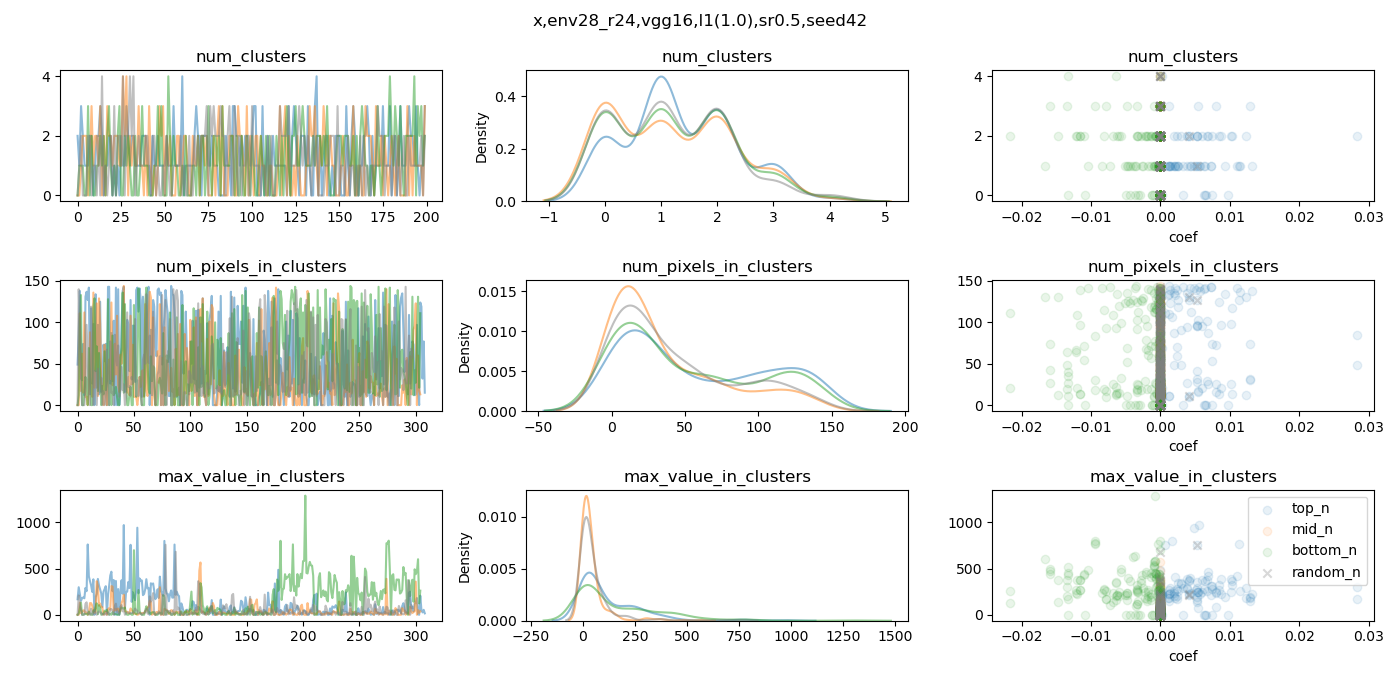 x,env28_r24,vgg16,l1(1.0),sr0.5,seed42
num_clusters
num_clusters
num_clusters
4
2
0
0 25 50 75 100 125 150 175 200
Density
0.4
0.2
0.0
−1 0 1 2 3 4 5
4
2
0
−0.02 −0.01 0.00 0.01 0.02 0.03
coef
num_pixels_in_clusters
num_pixels_in_clusters
num_pixels_in_clusters
150
100
50
0
0 50 100 150 200 250 300
Density
0.015
0.010
0.005
0.000
−50 0 50 100 150 200
150
100
50
0
−0.02 −0.01 0.00 0.01 0.02 0.03
coef
max_value_in_clusters
max_value_in_clusters
max_value_in_clusters
1000
500
0
0 50 100 150 200 250 300
Density
0.010
0.005
0.000
−250 0 250 500 750 1000 1250 1500
1000
500
0
−0.02 −0.01 0.00 0.01 0.02 0.03
coef
top_n
mid_n
bottom_n
random_n